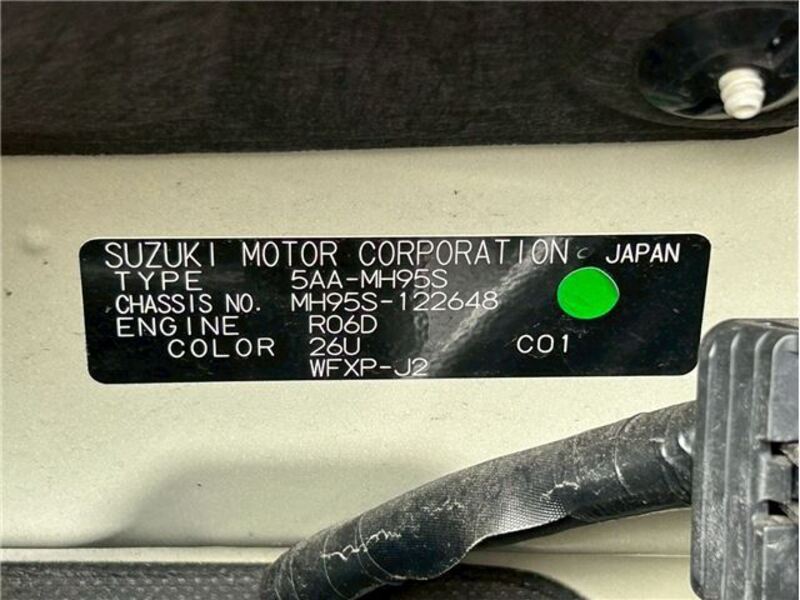 SUZUKI MOTOR CORPORATION JAPAN
TYPE 5AA-MH95S
CHASSIS NO. MH95S-122648
ENGINE R06D
COLOR 26U C01
WFXP-J2